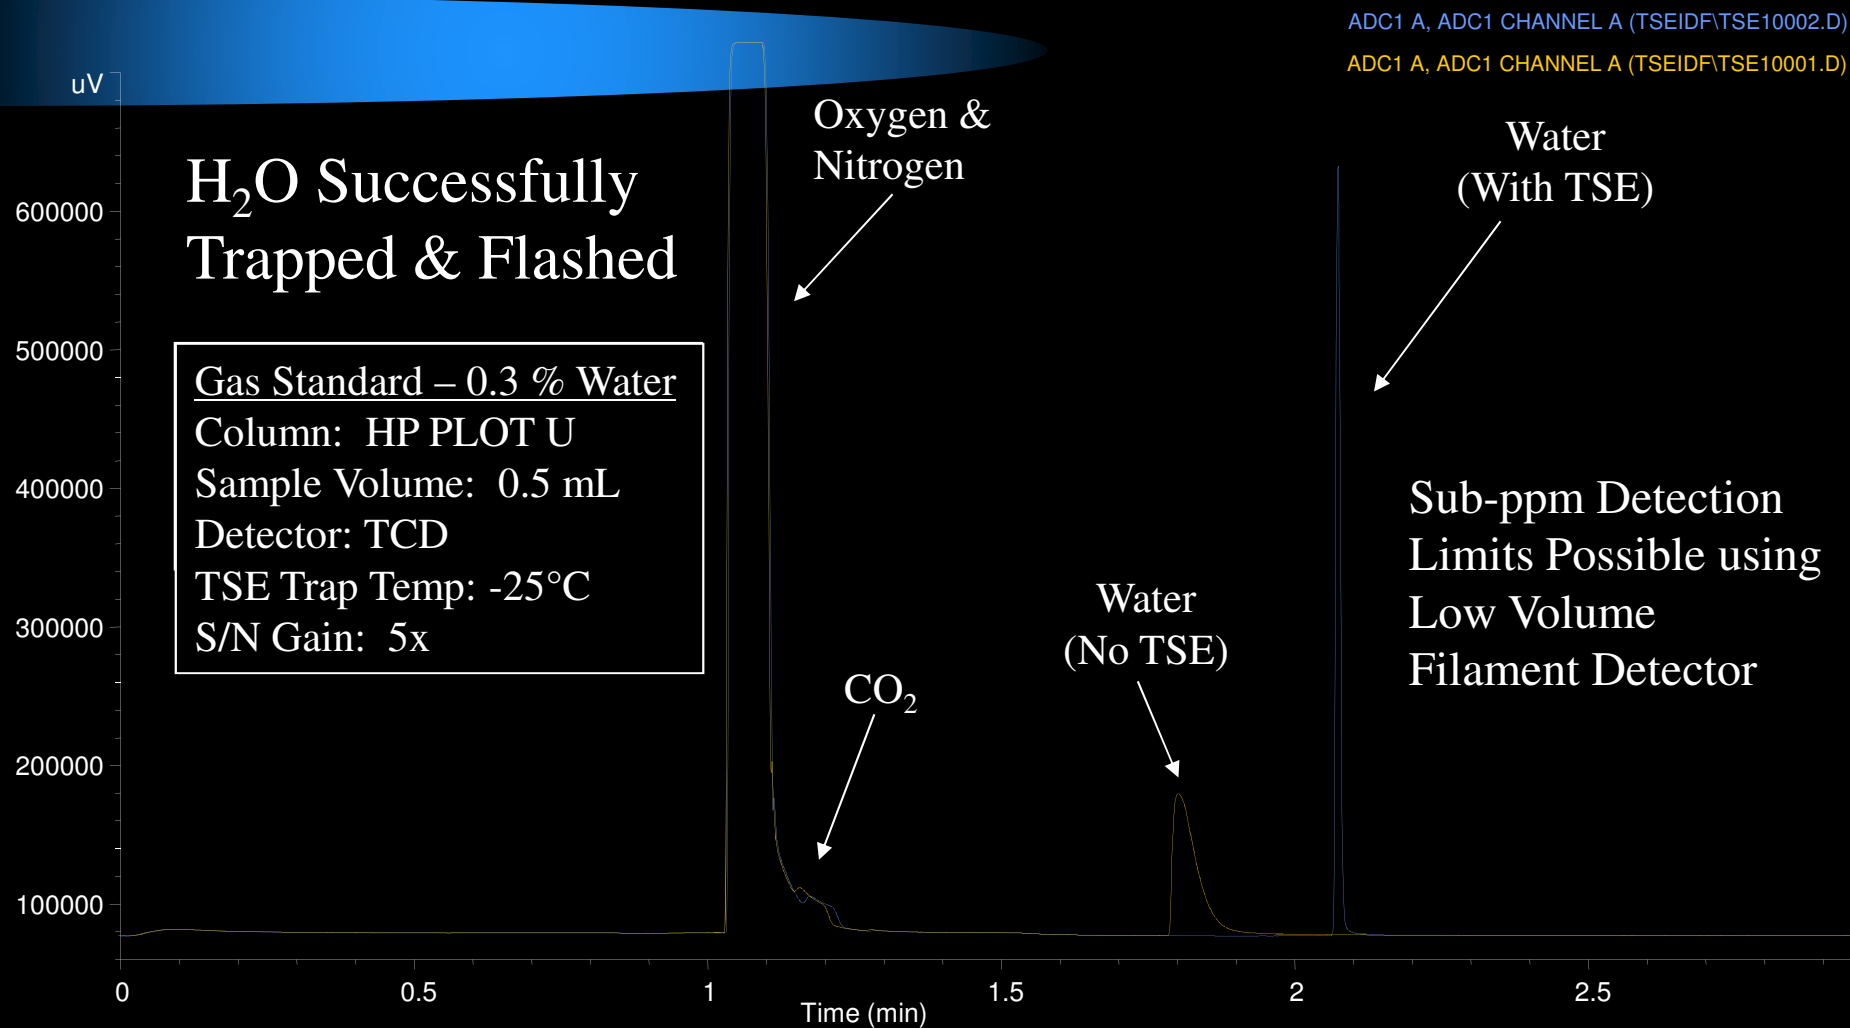 ADC1 A, ADC1 CHANNEL A (TSEIDF\TSE10002.D)
ADC1 A, ADC1 CHANNEL A (TSEIDF\TSE10001.D)
uV
Oxygen &
Nitrogen
Water
(With TSE)
H₂O Successfully
Trapped & Flashed
600000
500000
400000
300000
200000
100000
Gas Standard – 0.3 % Water
Column:  HP PLOT U
Sample Volume:  0.5 mL
Detector: TCD
TSE Trap Temp: -25°C
S/N Gain:  5x
Sub-ppm Detection
Limits Possible using
Low Volume
Filament Detector
Water
(No TSE)
CO₂
0 0.5 1 1.5 2 2.5
Time (min)